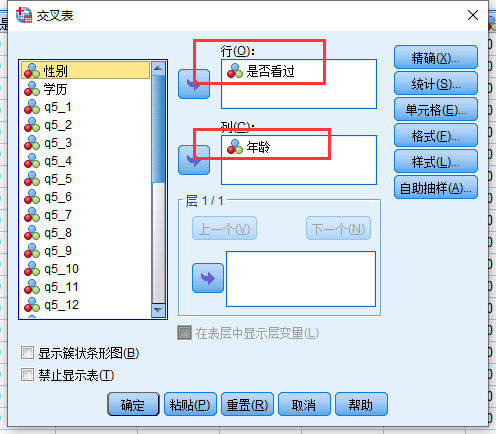 交叉表
行(O):
是否看过
列(C):
年龄
性别
学历
q5_1
q5_2
q5_3
q5_4
q5_5
q5_6
q5_7
q5_8
q5_9
q5_10
q5_11
q5_12
层 1 / 1
上一个(V)
下一个(N)
在表层中显示层变量(L)
精确(X)...
统计(S)...
单元格(E)...
格式(F)...
样式(L)...
自助抽样(A)...
显示簇状条形图(B)
禁止显示表(T)
确定
粘贴(P)
重置(R)
取消
帮助